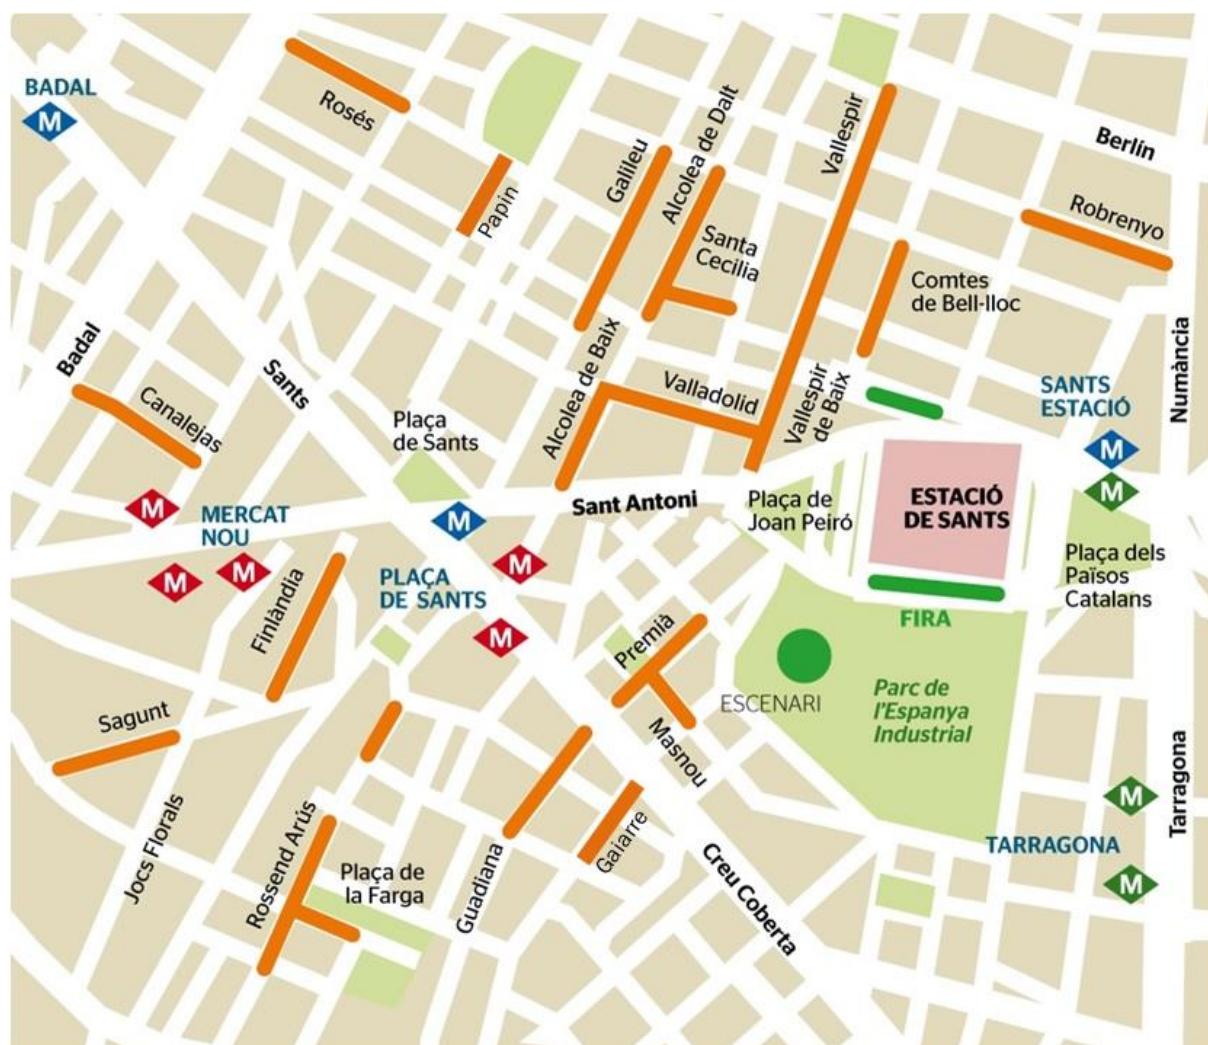 BADAL
M
Rosés
Papin
Galileu
Alcolea de Dalt
Santa
Cecilia
Vallespir
Berlín
Robrenyo
Comtes
de Bell-lloc
Numància
Badal
Sants
Canalejas
Plaça
de Sants
Alcolea de Baix
Valladolid
Vallespir
de Baix
SANTS
ESTACIÓ
M
M
M
MERCAT
NOU
M
M
M
Sant Antoni
Plaça de
Joan Peiró
ESTACIÓ
DE SANTS
Plaça dels
Països
Catalans
PLAÇA
DE SANTS
M
M
Finlàndia
FIRA
Premià
ESCENARI
Parc de
l'Espanya
Industrial
Sagunt
Masnou
Tarragona
M
TARRAGONA
M
Jocs Florals
Rossend Arús
Plaça de
la Farga
Guadiana
Gaiarre
Creu Coberta